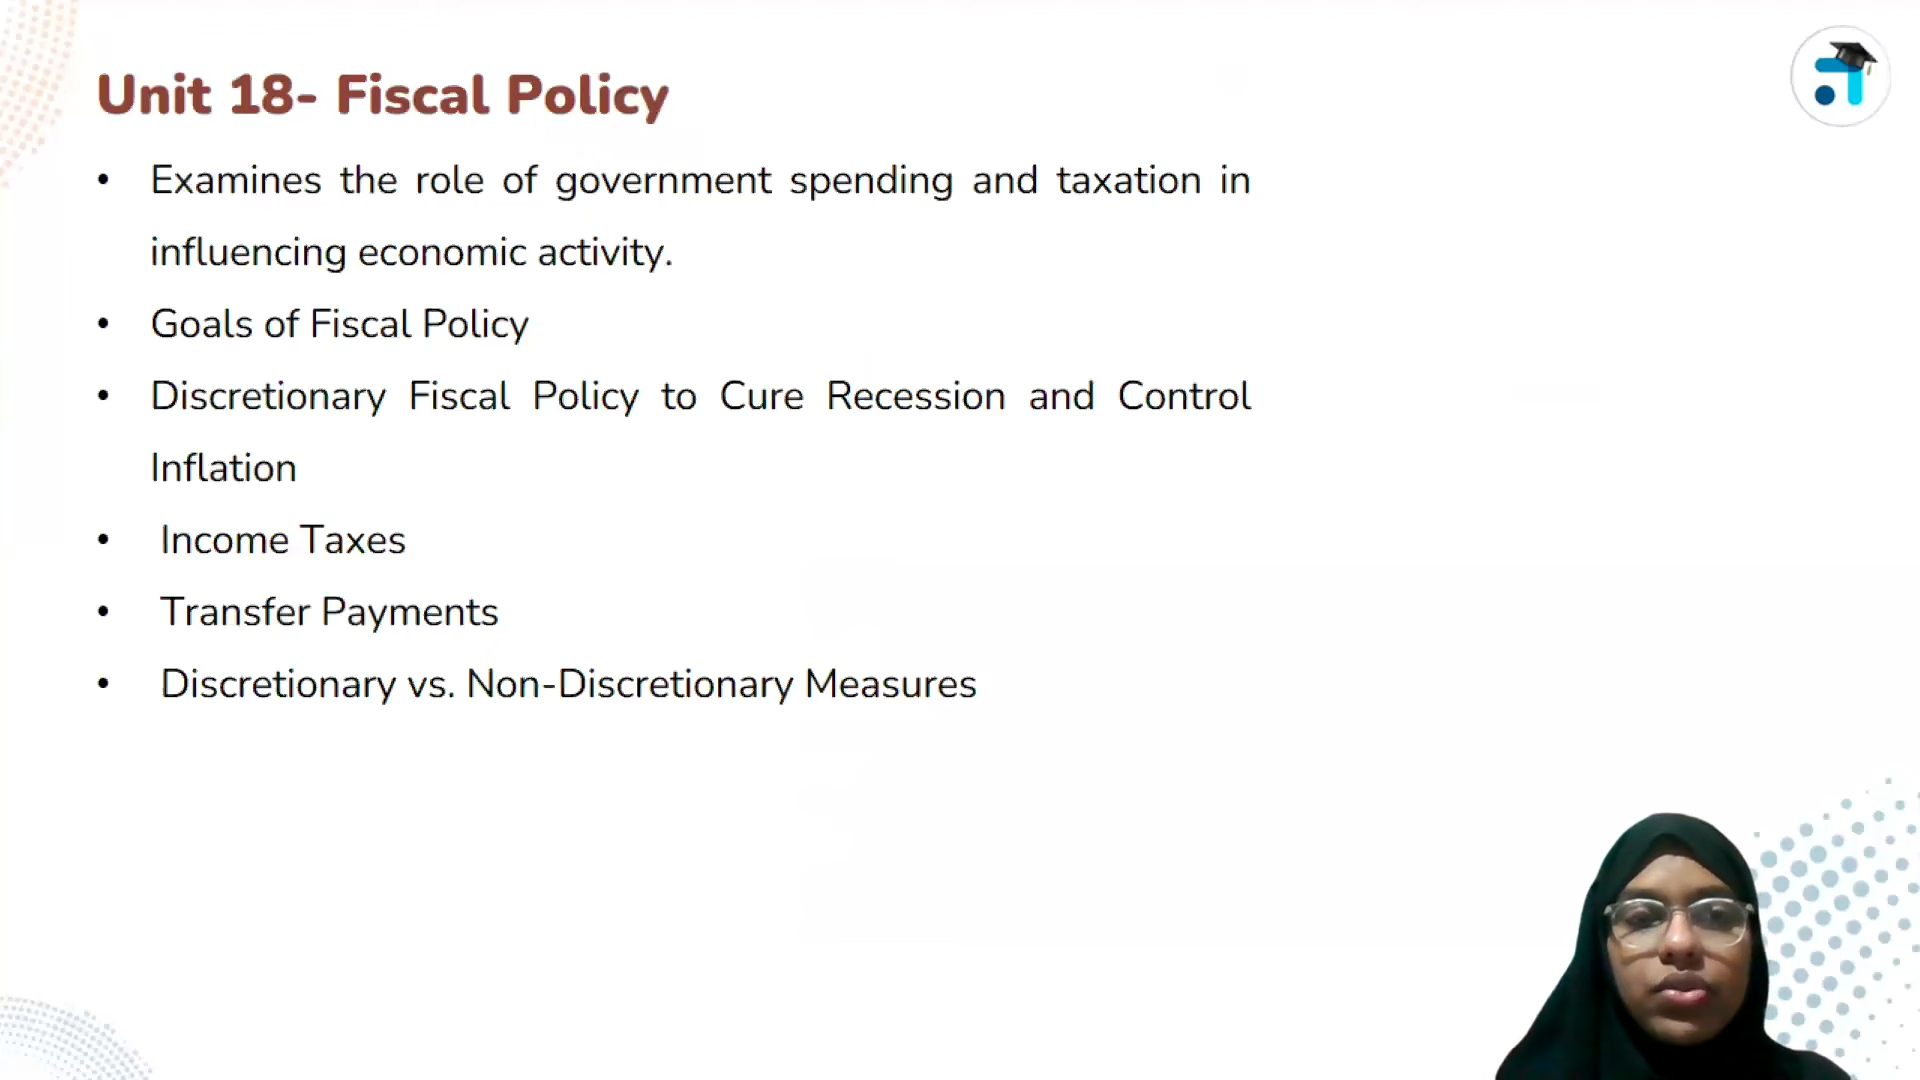 Unit 18- Fiscal Policy
• Examines the role of government spending and taxation in
influencing economic activity.
• Goals of Fiscal Policy
• Discretionary Fiscal Policy to Cure Recession and Control
Inflation
• Income Taxes
• Transfer Payments
• Discretionary vs. Non-Discretionary Measures